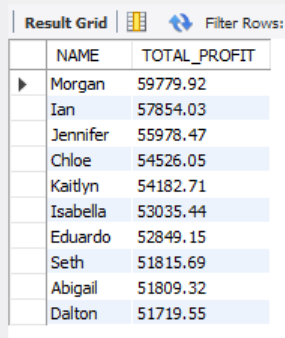 Result Grid Filter Rows:
NAME TOTAL_PROFIT
Morgan 59779.92
Ian 57854.03
Jennifer 55978.47
Chloe 54526.05
Kaitlyn 54182.71
Isabella 53035.44
Eduardo 52849.15
Seth 51815.69
Abigail 51809.32
Dalton 51719.55